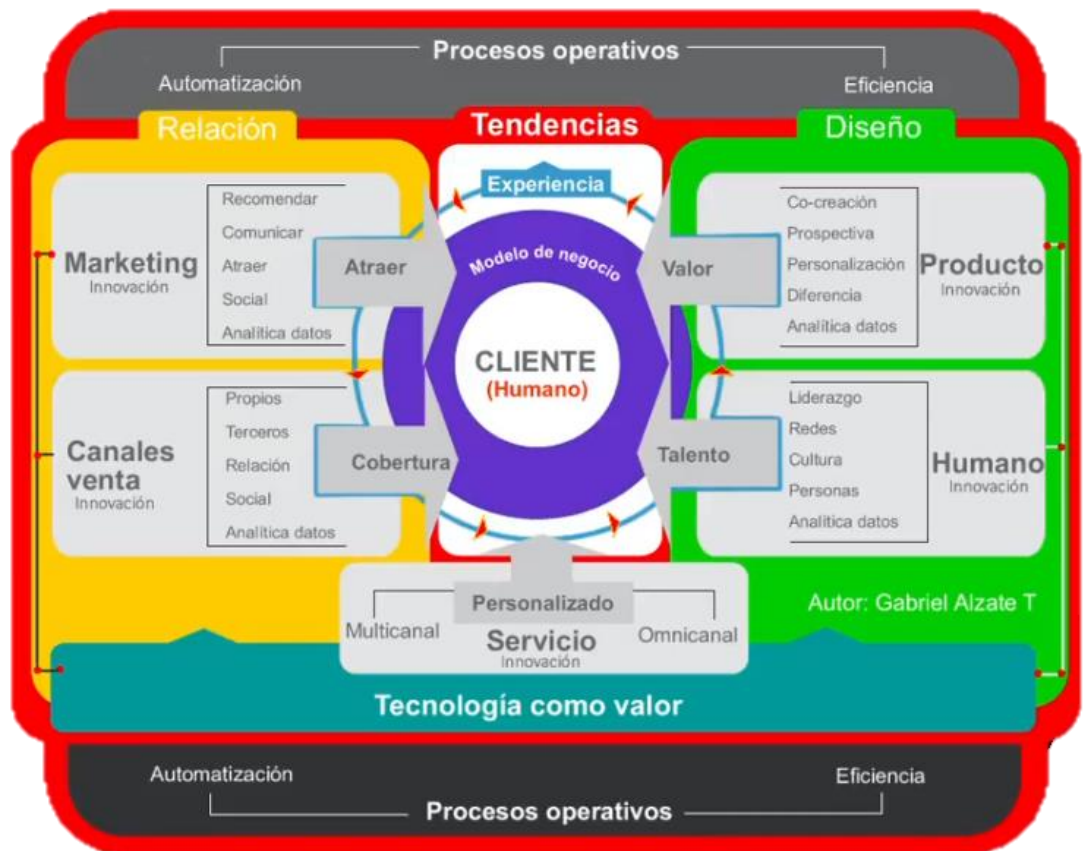 Procesos operativos
Automatización
Eficiencia
Relación
Tendencias
Diseño
Experiencia
Marketing
Innovación
Recomendar
Comunicar
Atraer
Social
Analítica datos
Atraer
Modelo de negocio
CLIENTE
(Humano)
Valor
Co-creación
Prospectiva
Personalización
Diferencia
Analítica datos
Producto
Innovación
Canales
venta
Innovación
Propios
Terceros
Relación
Social
Analítica datos
Cobertura
Talento
Liderazgo
Redes
Cultura
Personas
Analítica datos
Humano
Innovación
Personalizado
Multicanal
Servicio
Innovación
Omnicanal
Autor: Gabriel Alzate T
Tecnología como valor
Automatización
Eficiencia
Procesos operativos